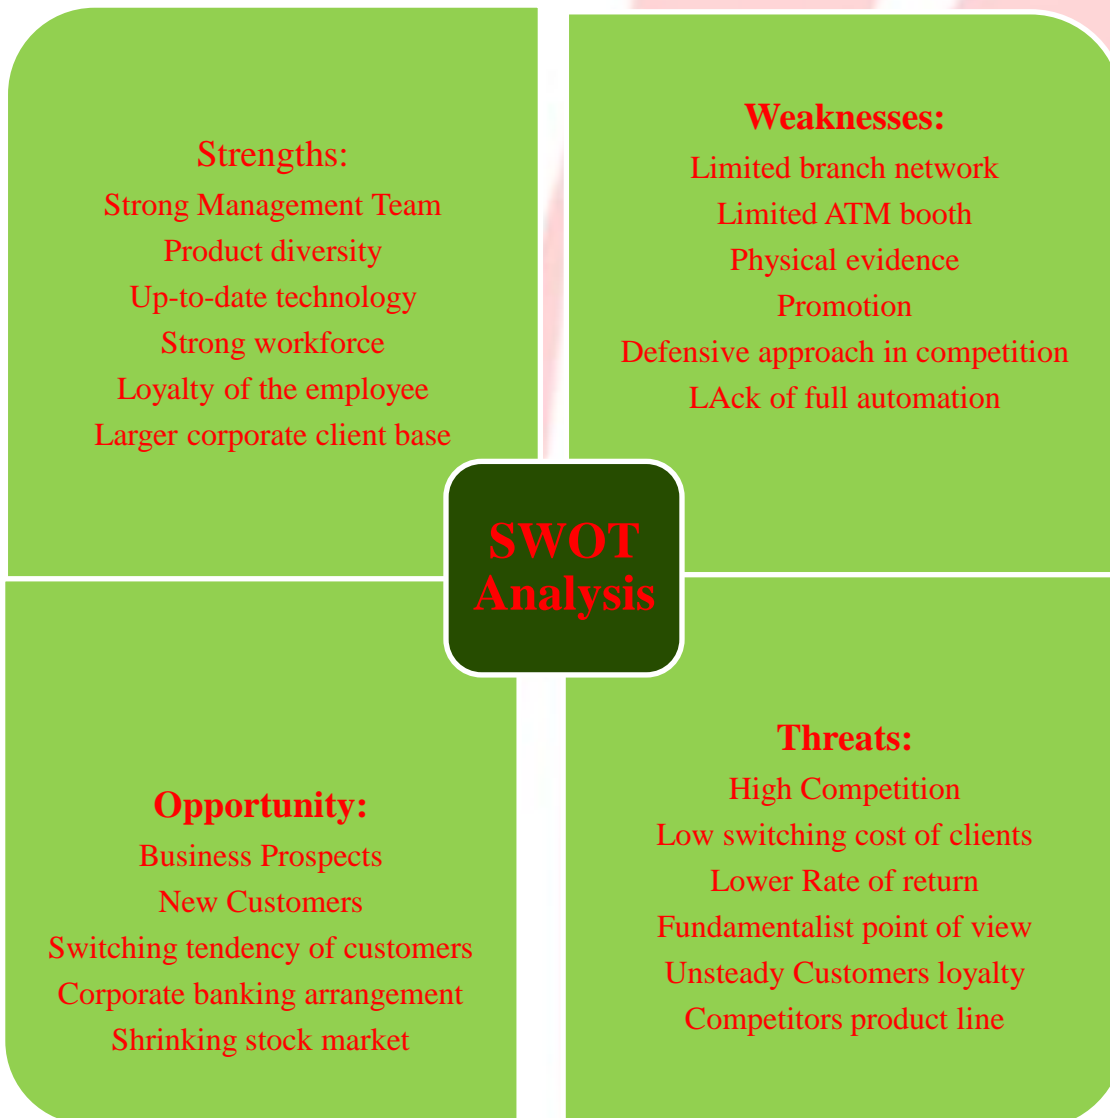 Strengths:
Strong Management Team
Product diversity
Up-to-date technology
Strong workforce
Loyalty of the employee
Larger corporate client base
Weaknesses:
Limited branch network
Limited ATM booth
Physical evidence
Promotion
Defensive approach in competition
LAck of full automation
SWOT
Analysis
Opportunity:
Business Prospects
New Customers
Switching tendency of customers
Corporate banking arrangement
Shrinking stock market
Threats:
High Competition
Low switching cost of clients
Lower Rate of return
Fundamentalist point of view
Unsteady Customers loyalty
Competitors product line